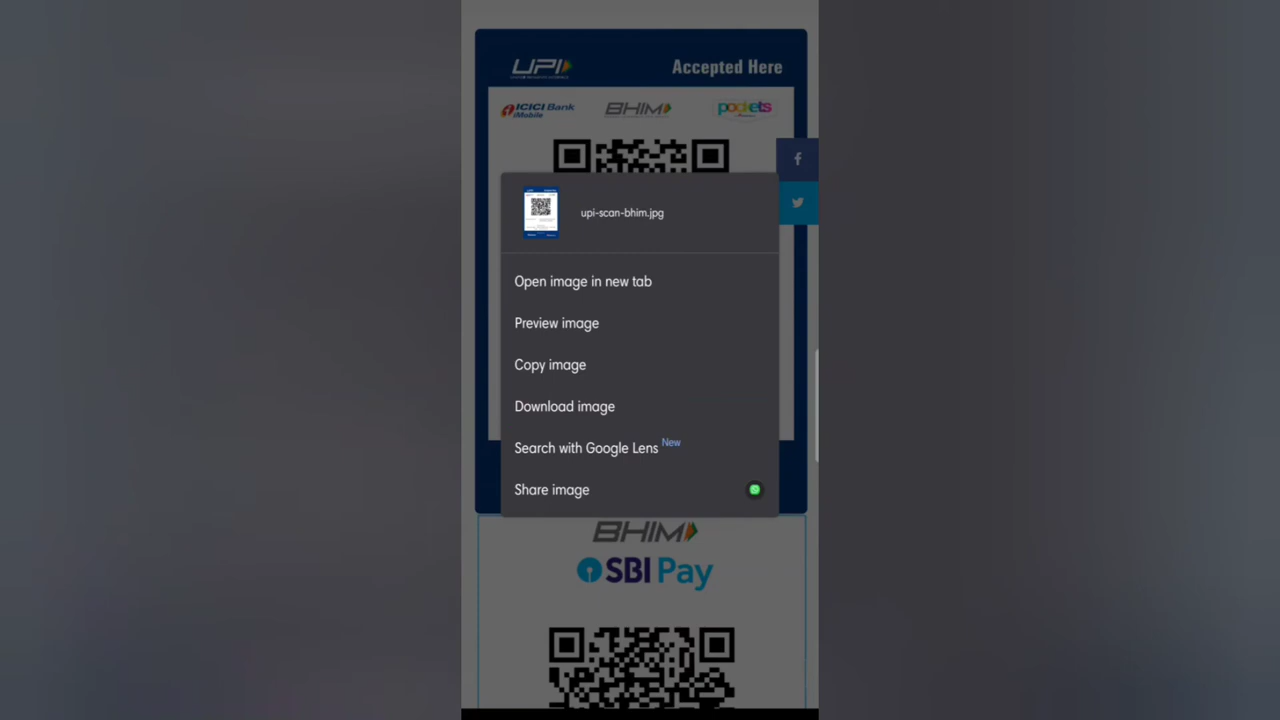 UPI
Accepted Here
ICICI Bank
iMobile
BHIM
pockets
upi-scan-bhim.jpg
Open image in new tab
Preview image
Copy image
Download image
Search with Google Lens New
Share image
BHIM
SBI Pay